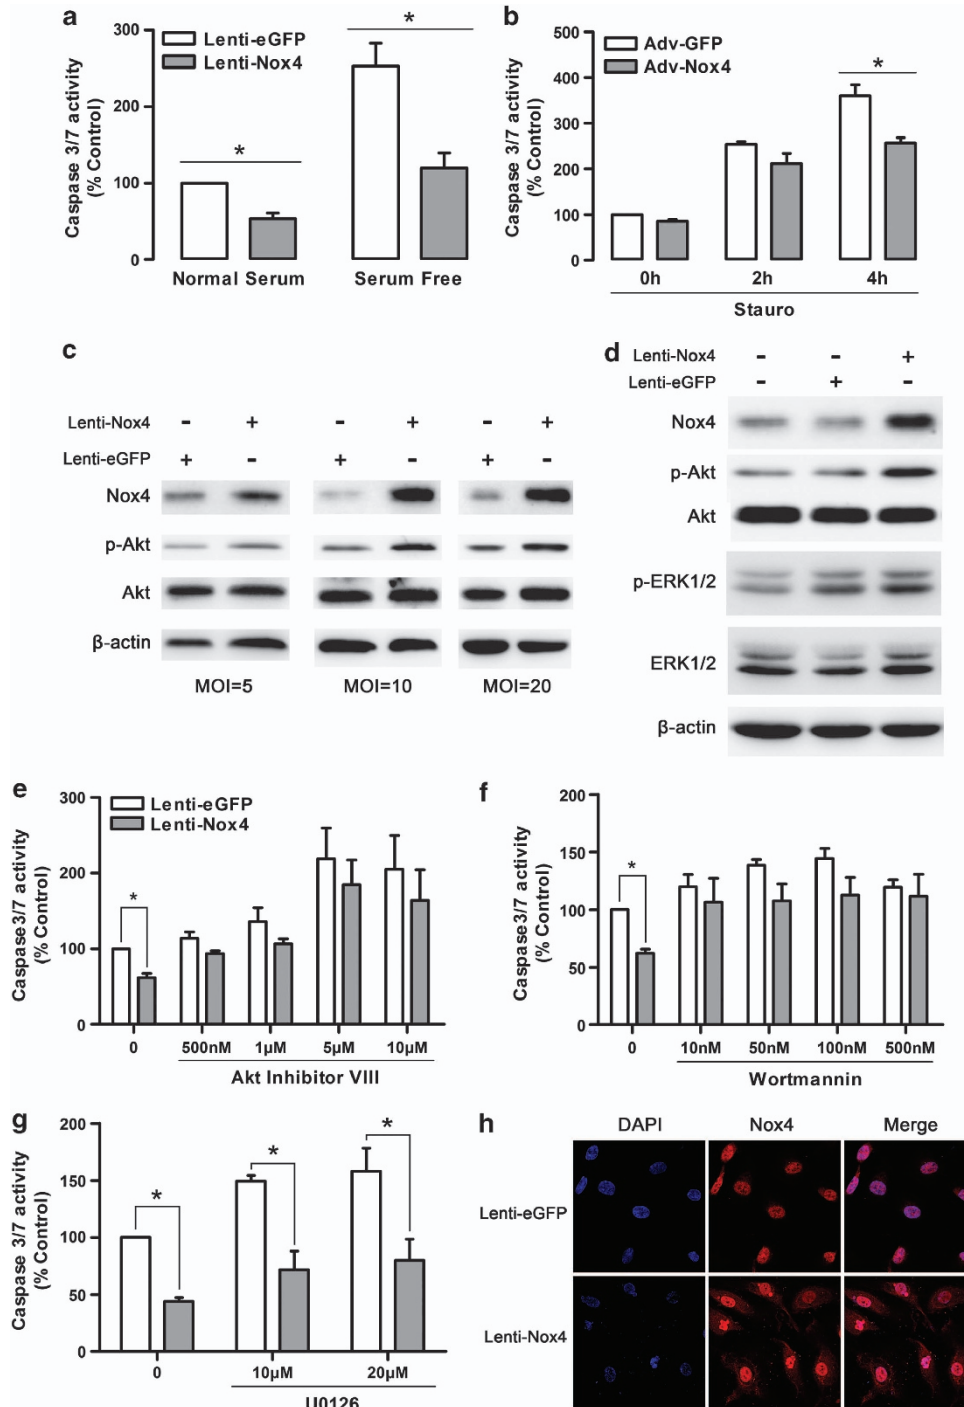 a
Caspase 3/7 activity
(% Control)
300
200
100
0
Lenti-eGFP
Lenti-Nox4
*
*
Normal Serum
Serum Free
b
Caspase 3/7 activity
(% Control)
500
400
300
200
100
0
Adv-GFP
Adv-Nox4
*
0h 2h 4h
Stauro
c
Lenti-Nox4 - + - + - +
Lenti-eGFP + - + - + -
Nox4
p-Akt
Akt
β-actin
MOI=5 MOI=10 MOI=20
d
Lenti-Nox4 - - +
Lenti-eGFP - + -
Nox4
p-Akt
Akt
p-ERK1/2
ERK1/2
β-actin
e
Caspase3/7 activity
(% Control)
300
200
100
0
Lenti-eGFP
Lenti-Nox4
*
0 500nM 1μM 5μM 10μM
Akt Inhibitor VIII
f
Caspase3/7 activity
(% Control)
200
150
100
50
0
*
0 10nM 50nM 100nM 500nM
Wortmannin
g
Caspase 3/7 activity
(% Control)
200
150
100
50
0
*
*
*
0 10μM 20μM
U0126
h
DAPI Nox4 Merge
Lenti-eGFP
Lenti-Nox4